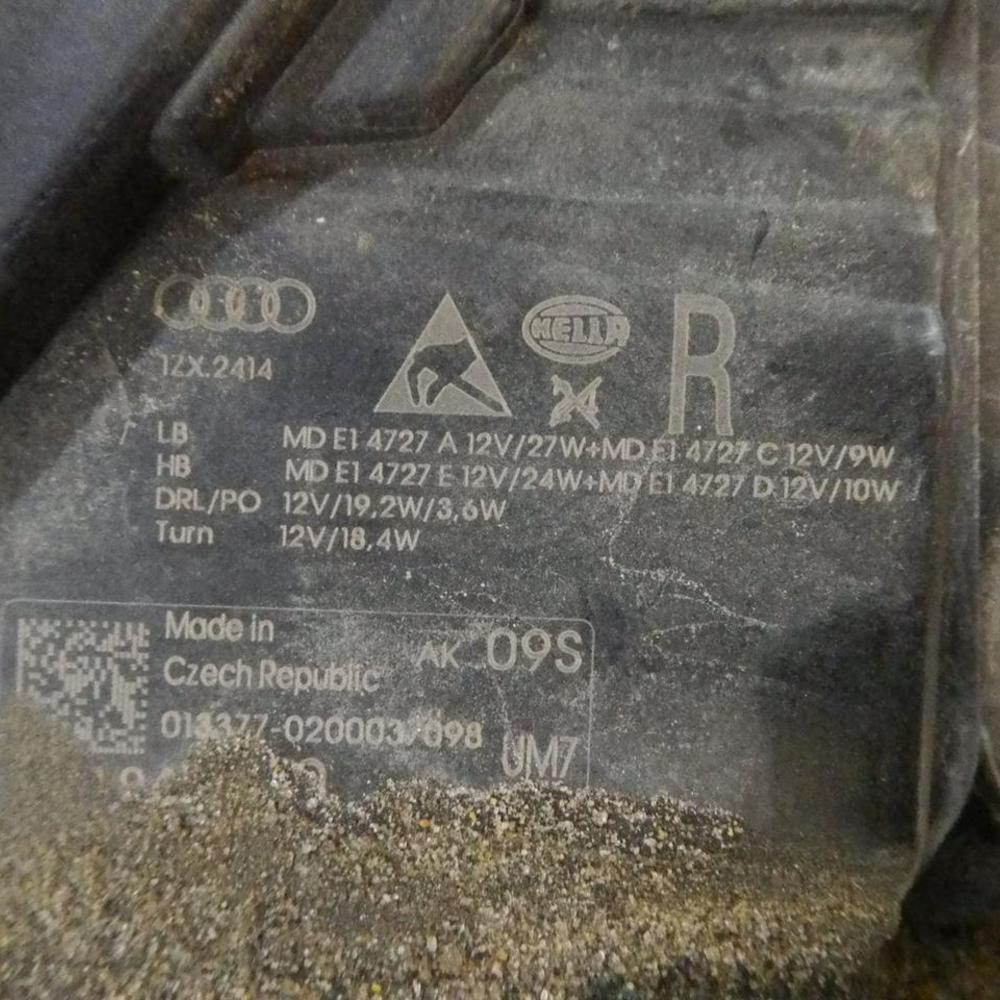 1ZX.2414
HELLA
24
R
LB MD E1 4727 A 12V/27W+MD E1 4727 C 12V/9W
HB MD E1 4727 E 12V/24W+MD E1 4727 D 12V/10W
DRL/PO 12V/19,2W/3,6W
Turn 12V/18,4W
Made in
Czech Republic
AK 09S
UM7